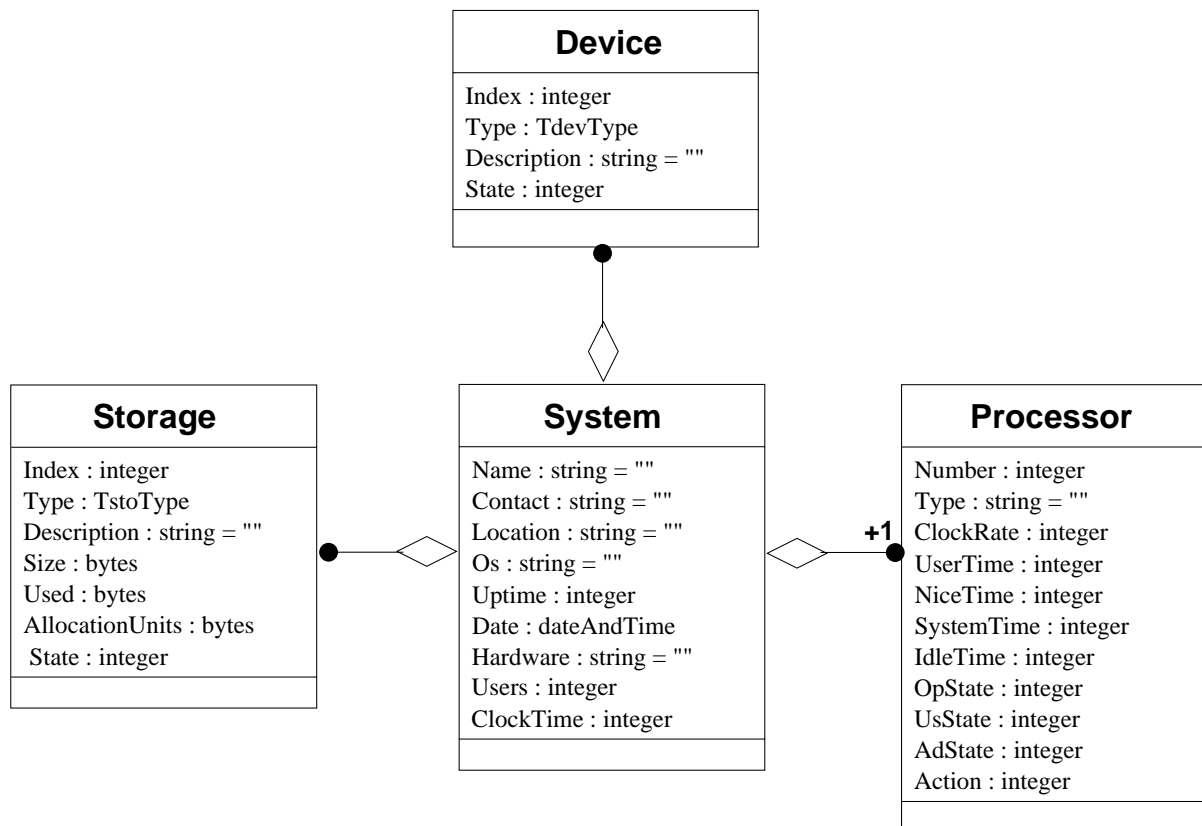 Device
Index : integer
Type : TdevType
Description : string = ""
State : integer
Storage
Index : integer
Type : TstoType
Description : string = ""
Size : bytes
Used : bytes
AllocationUnits : bytes
State : integer
System
Name : string = ""
Contact : string = ""
Location : string = ""
Os : string = ""
Uptime : integer
Date : dateAndTime
Hardware : string = ""
Users : integer
ClockTime : integer
+1
Processor
Number : integer
Type : string = ""
ClockRate : integer
UserTime : integer
NiceTime : integer
SystemTime : integer
IdleTime : integer
OpState : integer
UsState : integer
AdState : integer
Action : integer